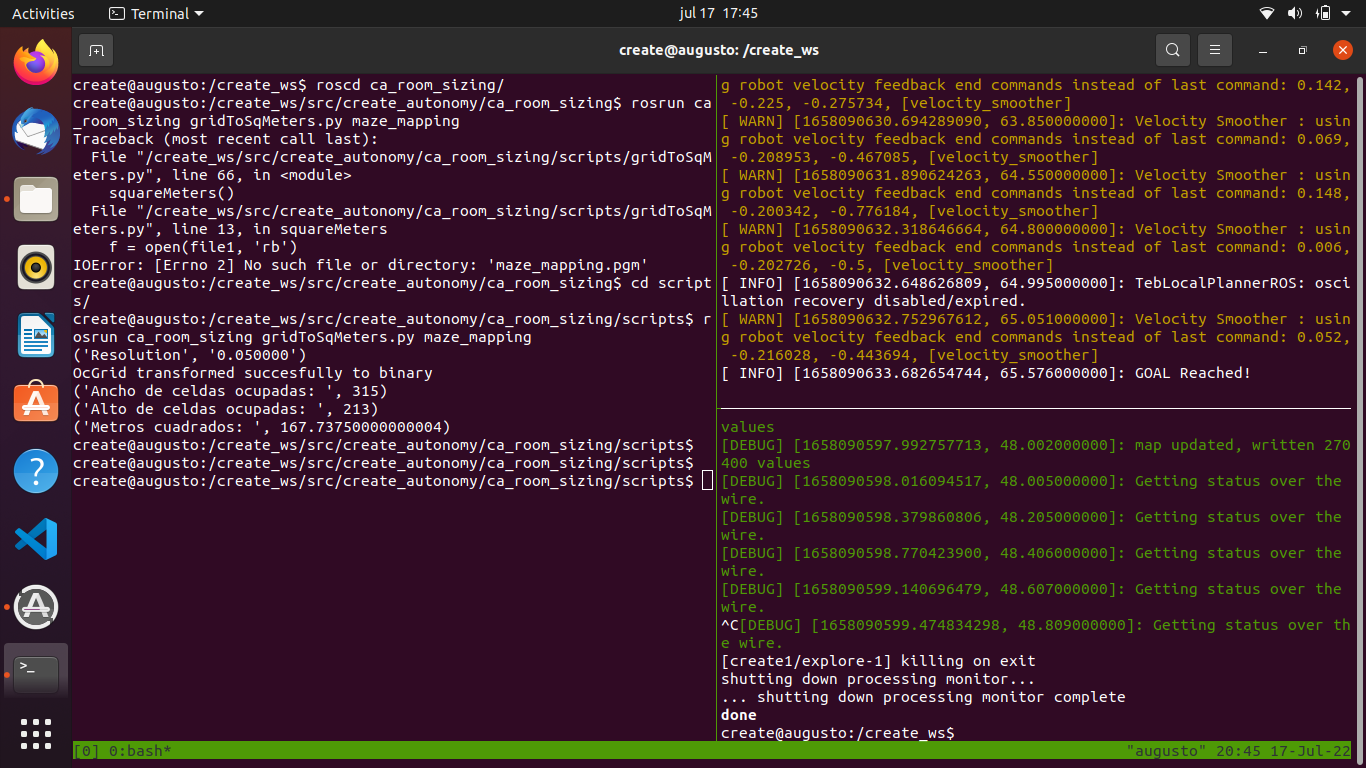 Activities
Terminal
jul 17 17:45
create@augusto: /create_ws
create@augusto:/create_ws$ roscd ca_room_sizing/
create@augusto:/create_ws/src/create_autonomy/ca_room_sizing$ rosrun ca
_room_sizing gridToSqMeters.py maze_mapping
Traceback (most recent call last):
  File "/create_ws/src/create_autonomy/ca_room_sizing/scripts/gridToSqM
eters.py", line 66, in <module>
    squareMeters()
  File "/create_ws/src/create_autonomy/ca_room_sizing/scripts/gridToSqM
eters.py", line 13, in squareMeters
    f = open(file1, 'rb')
IOError: [Errno 2] No such file or directory: 'maze_mapping.pgm'
create@augusto:/create_ws/src/create_autonomy/ca_room_sizing$ cd script
s/
create@augusto:/create_ws/src/create_autonomy/ca_room_sizing/scripts$ r
osrun ca_room_sizing gridToSqMeters.py maze_mapping
('Resolution', '0.050000')
OcGrid transformed succesfully to binary
('Ancho de celdas ocupadas: ', 315)
('Alto de celdas ocupadas: ', 213)
('Metros cuadrados: ', 167.73750000000004)
create@augusto:/create_ws/src/create_autonomy/ca_room_sizing/scripts$
create@augusto:/create_ws/src/create_autonomy/ca_room_sizing/scripts$
create@augusto:/create_ws/src/create_autonomy/ca_room_sizing/scripts$
g robot velocity feedback end commands instead of last command: 0.142,
 -0.225, -0.275734, [velocity_smoother]
[ WARN] [1658090630.694289090, 63.850000000]: Velocity Smoother : usin
g robot velocity feedback end commands instead of last command: 0.069,
 -0.208953, -0.467085, [velocity_smoother]
[ WARN] [1658090631.890624263, 64.550000000]: Velocity Smoother : usin
g robot velocity feedback end commands instead of last command: 0.148,
 -0.200342, -0.776184, [velocity_smoother]
[ WARN] [1658090632.318646664, 64.800000000]: Velocity Smoother : usin
g robot velocity feedback end commands instead of last command: 0.006,
 -0.202726, -0.5, [velocity_smoother]
[ INFO] [1658090632.648626809, 64.995000000]: TebLocalPlannerROS: osci
llation recovery disabled/expired.
[ WARN] [1658090632.752967612, 65.051000000]: Velocity Smoother : usin
g robot velocity feedback end commands instead of last command: 0.052,
 -0.216028, -0.443694, [velocity_smoother]
[ INFO] [1658090633.682654744, 65.576000000]: GOAL Reached!
values
[DEBUG] [1658090597.992757713, 48.002000000]: map updated, written 270
400 values
[DEBUG] [1658090598.016094517, 48.005000000]: Getting status over the
wire.
[DEBUG] [1658090598.379860806, 48.205000000]: Getting status over the
wire.
[DEBUG] [1658090598.770423900, 48.406000000]: Getting status over the
wire.
[DEBUG] [1658090599.140696479, 48.607000000]: Getting status over the
wire.
^C[DEBUG] [1658090599.474834298, 48.809000000]: Getting status over th
e wire.
[create1/explore-1] killing on exit
shutting down processing monitor...
... shutting down processing monitor complete
done
create@augusto:/create_ws$
[0] 0:bash*
"augusto" 20:45 17-Jul-22